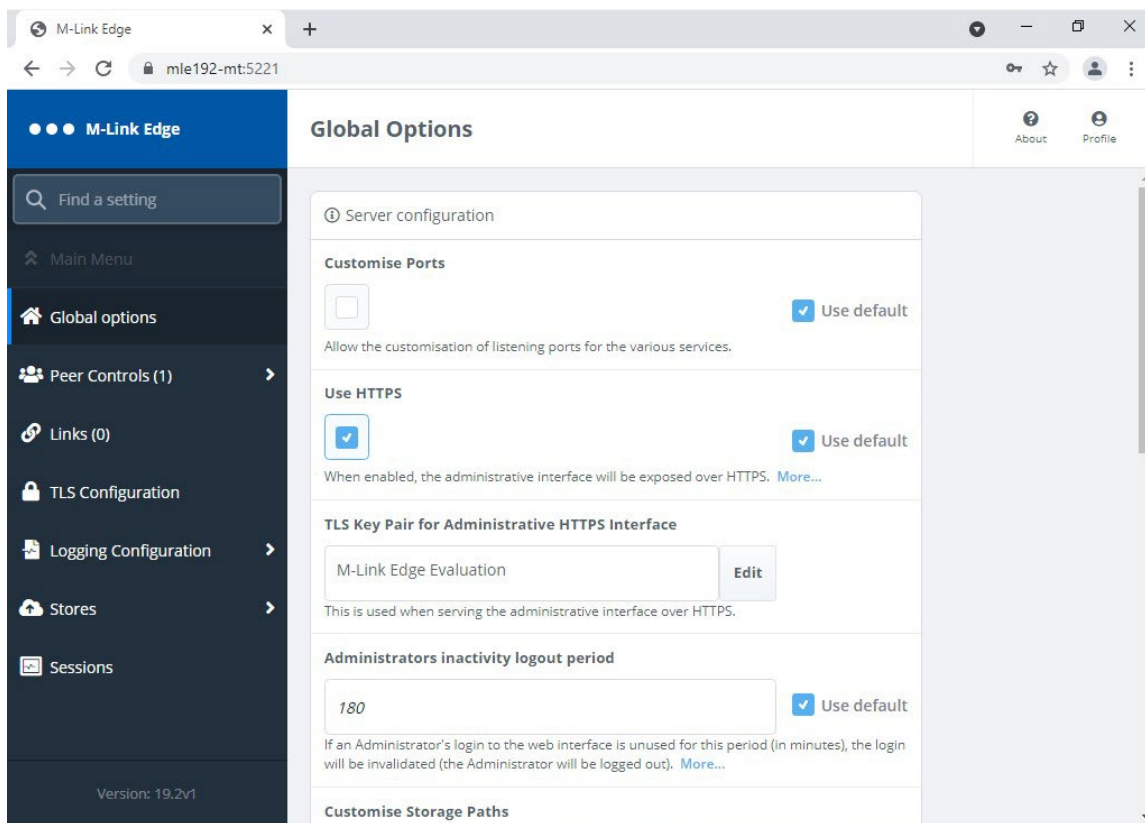 M-Link Edge
mle192-mt:5221
M-Link Edge
Find a setting
Main Menu
Global options
Peer Controls (1)
Links (0)
TLS Configuration
Logging Configuration
Stores
Sessions
Version: 19.2v1
Global Options
About
Profile
Server configuration
Customise Ports
Use default
Allow the customisation of listening ports for the various services.
Use HTTPS
Use default
When enabled, the administrative interface will be exposed over HTTPS. More...
TLS Key Pair for Administrative HTTPS Interface
M-Link Edge Evaluation
Edit
This is used when serving the administrative interface over HTTPS.
Administrators inactivity logout period
180
Use default
If an Administrator's login to the web interface is unused for this period (in minutes), the login
will be invalidated (the Administrator will be logged out). More...
Customise Storage Paths